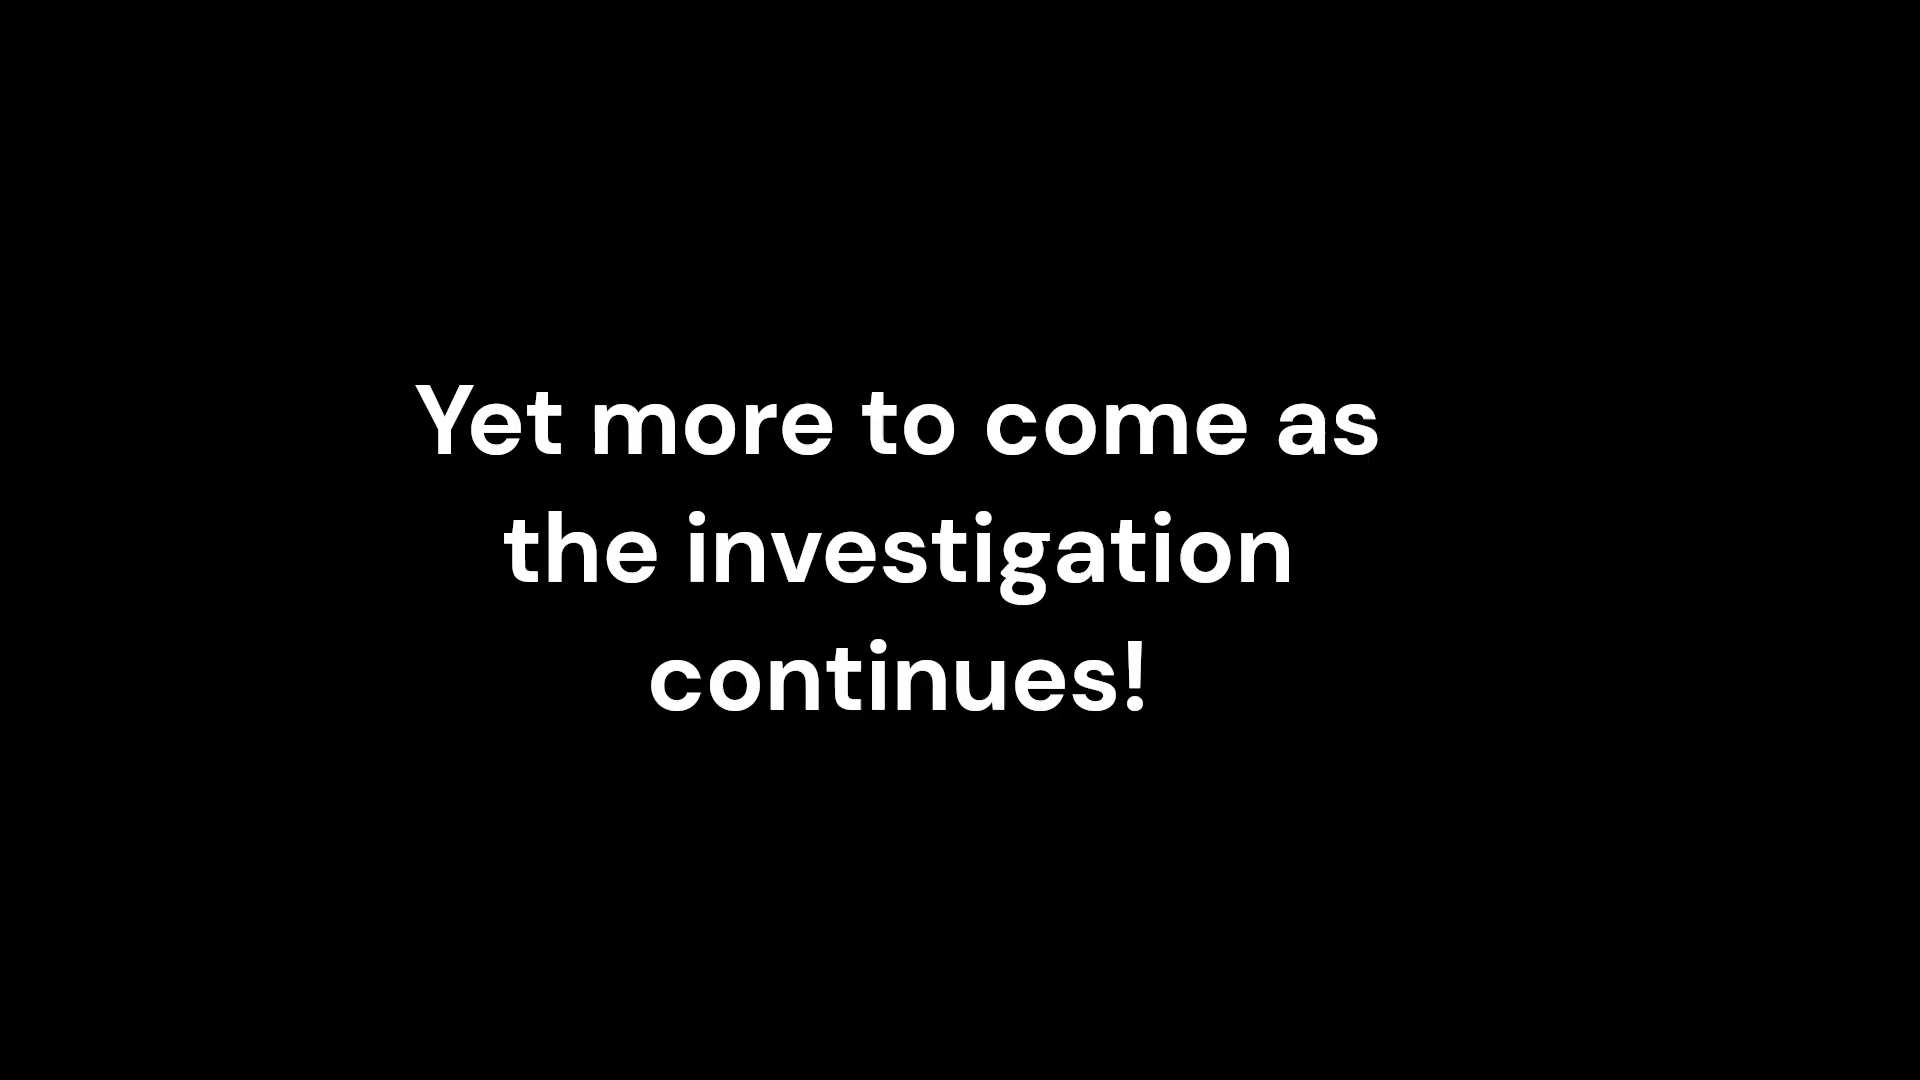 Yet more to come as
the investigation
continues!